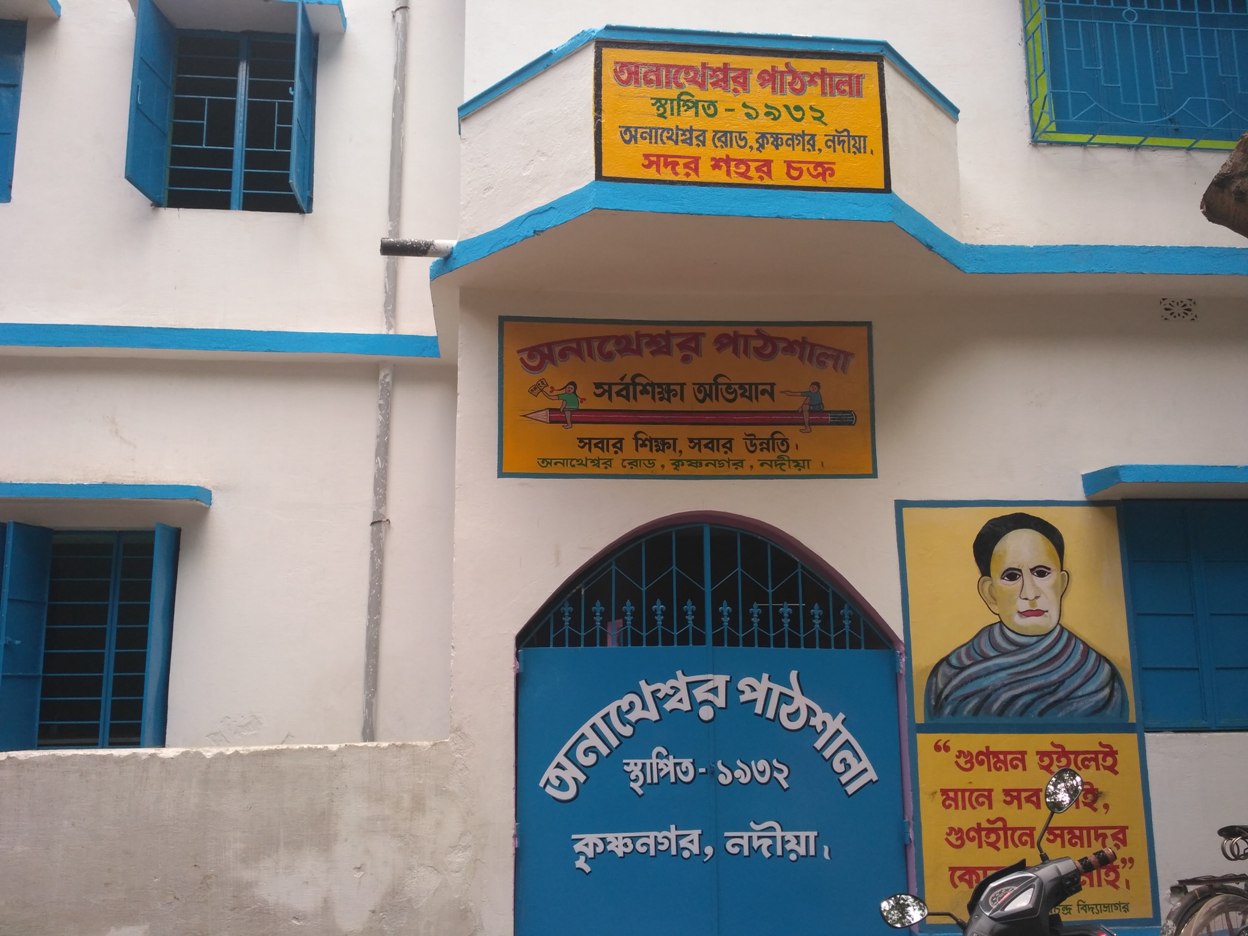 অনাথেশ্বর পাঠশালা
স্থাপিত - ১৯৩২
অনাথেশ্বর রোড, কৃষ্ণনগর, নদীয়া.
সদর শহর চক্র
অনাথেশ্বর পাঠশালা
সর্বশিক্ষা অভিযান
সবার শিক্ষা, সবার উন্নতি।
অনাথেশ্বর রোড, কৃষ্ণনগর, নদীয়া ।
অনাথেশ্বর পাঠশালা
স্থাপিত - ১৯৩২
কৃষ্ণনগর, নদীয়া।
“গুণমন হইলেই
মানে সব
গুণহীনে সমাদর
বিদ্যাসাগর